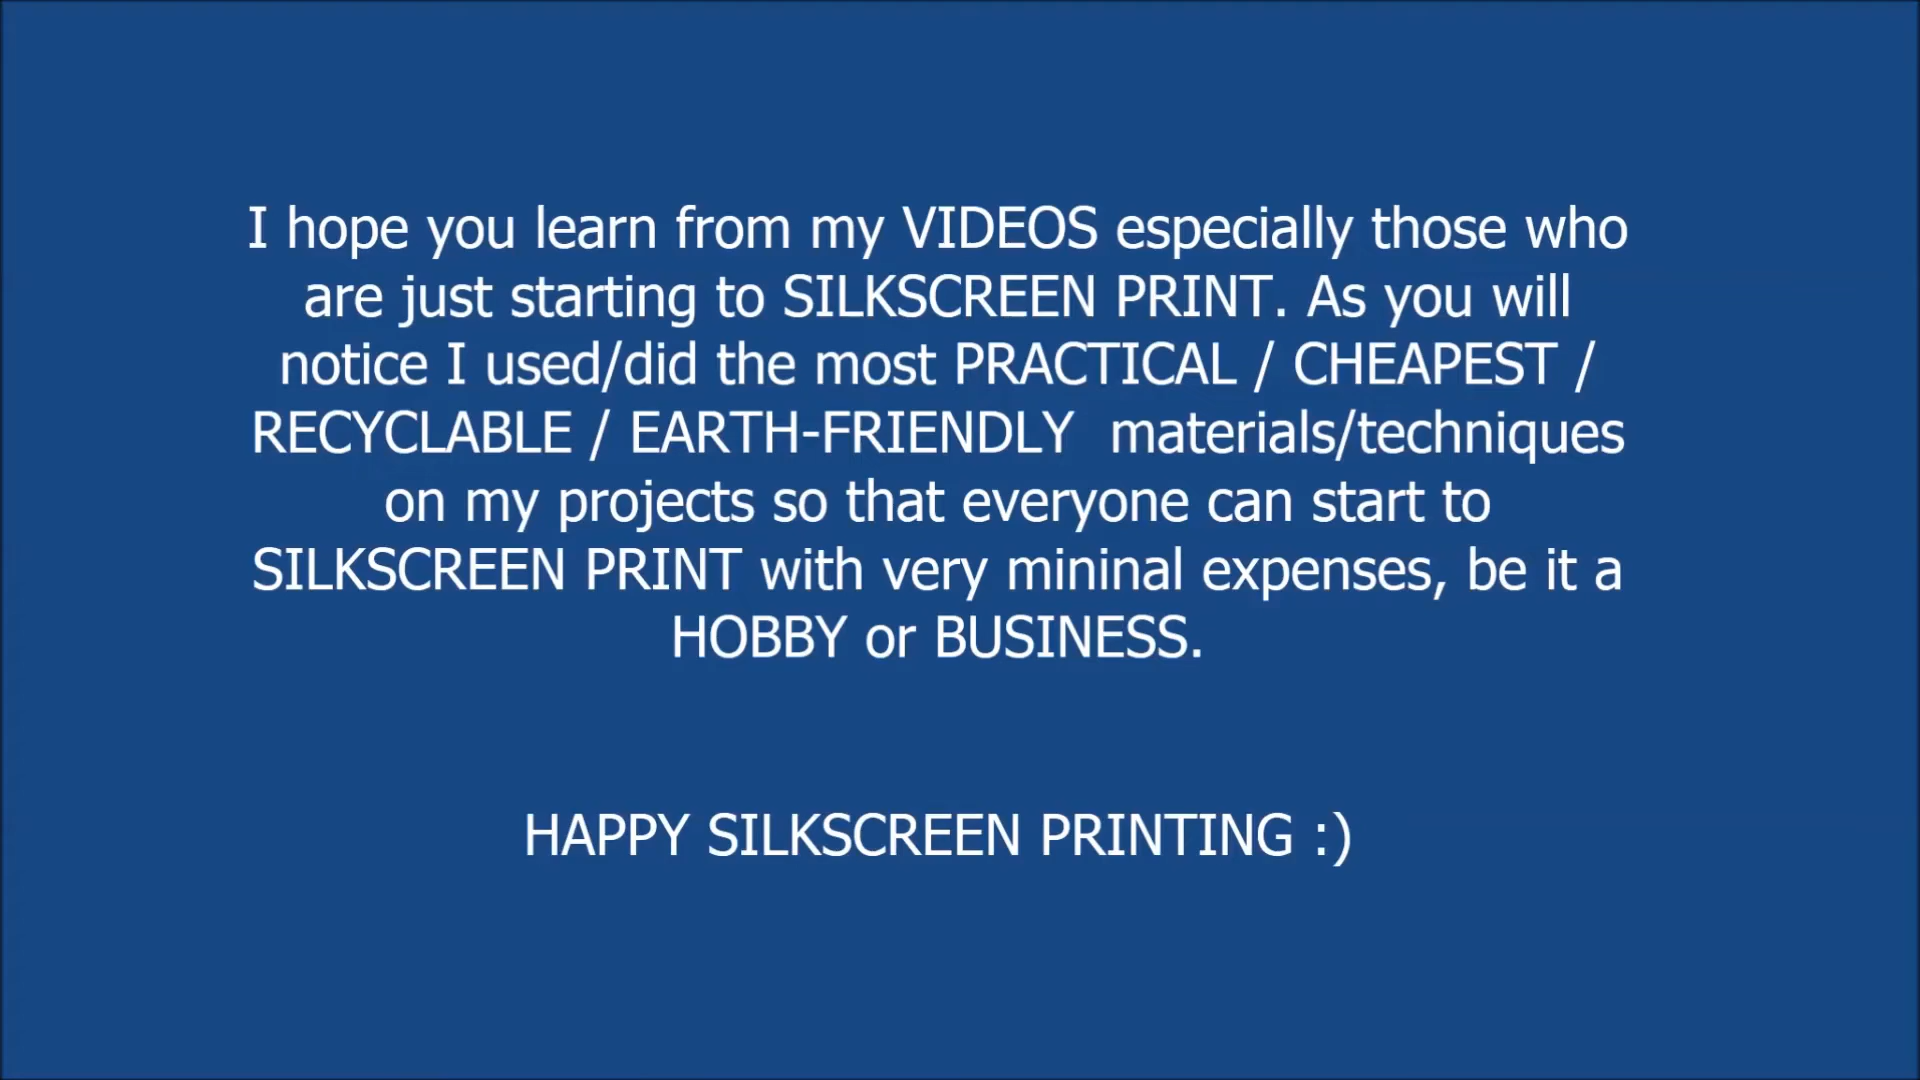 I hope you learn from my VIDEOS especially those who
are just starting to SILKSCREEN PRINT. As you will
notice I used/did the most PRACTICAL / CHEAPEST /
RECYCLABLE / EARTH-FRIENDLY  materials/techniques
on my projects so that everyone can start to
SILKSCREEN PRINT with very mininal expenses, be it a
HOBBY or BUSINESS.
HAPPY SILKSCREEN PRINTING :)